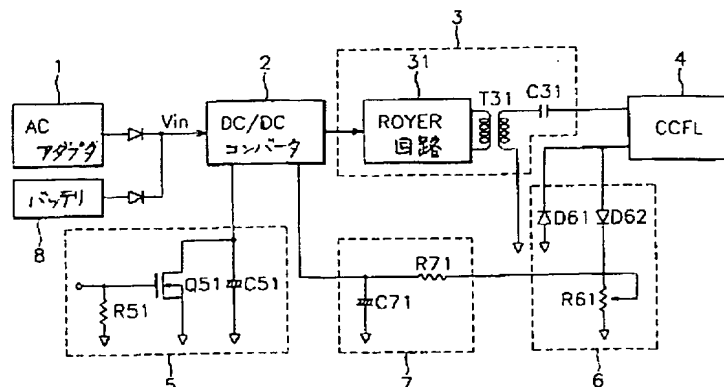 1
AC
アダプタ
バッテリ
8
Vin
2
DC/DC
コンバータ
3
31
ROYER
回路
T31
C31
4
CCFL
R51
Q51
C51
5
R71
C71
7
D61
D62
R61
6